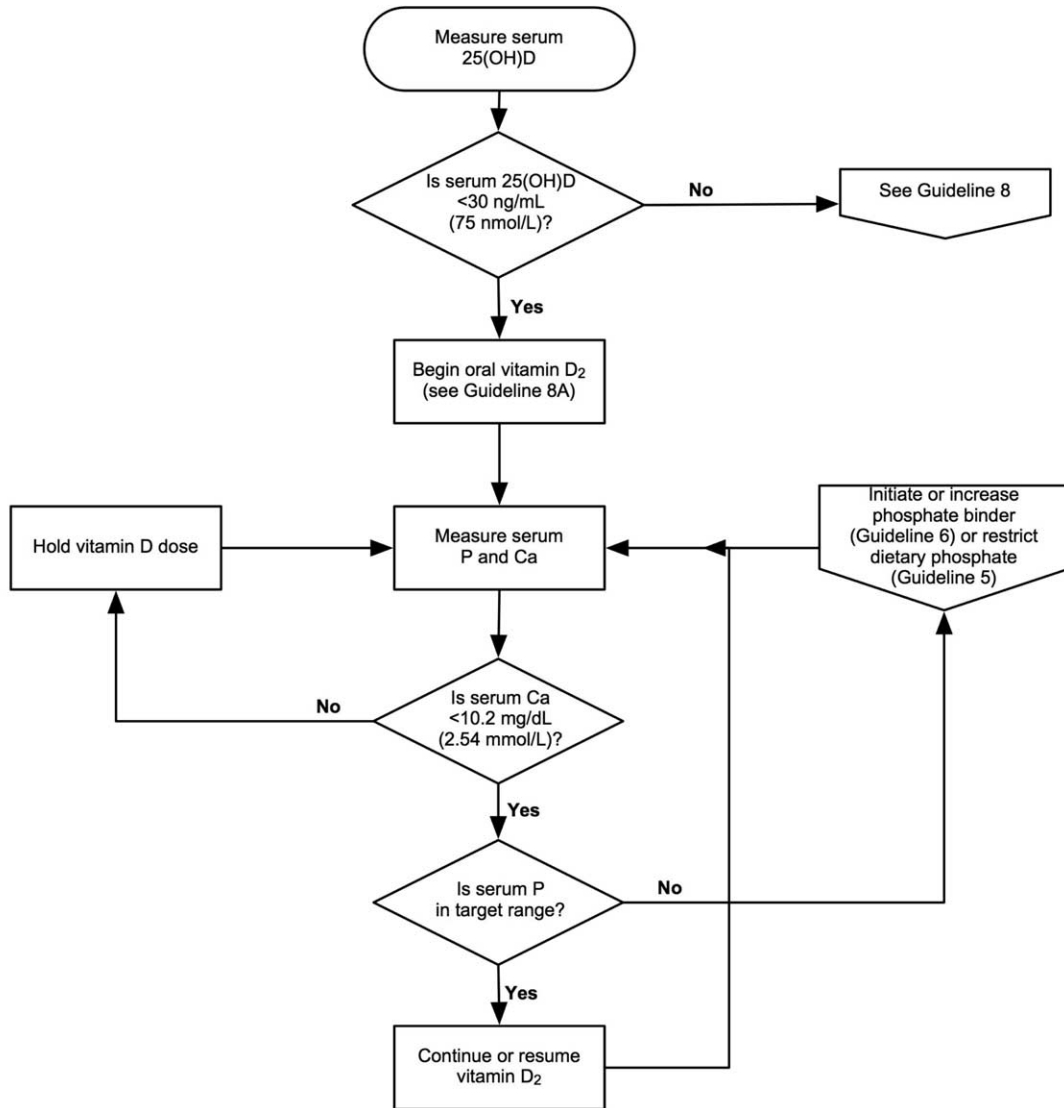 Measure serum
25(OH)D
Is serum 25(OH)D
<30 ng/mL
(75 nmol/L)?
No
See Guideline 8
Yes
Begin oral vitamin D₂
(see Guideline 8A)
Hold vitamin D dose
Measure serum
P and Ca
Initiate or increase
phosphate binder
(Guideline 6) or restrict
dietary phosphate
(Guideline 5)
No
Is serum Ca
<10.2 mg/dL
(2.54 mmol/L)?
Yes
Is serum P
in target range?
No
Yes
Continue or resume
vitamin D₂